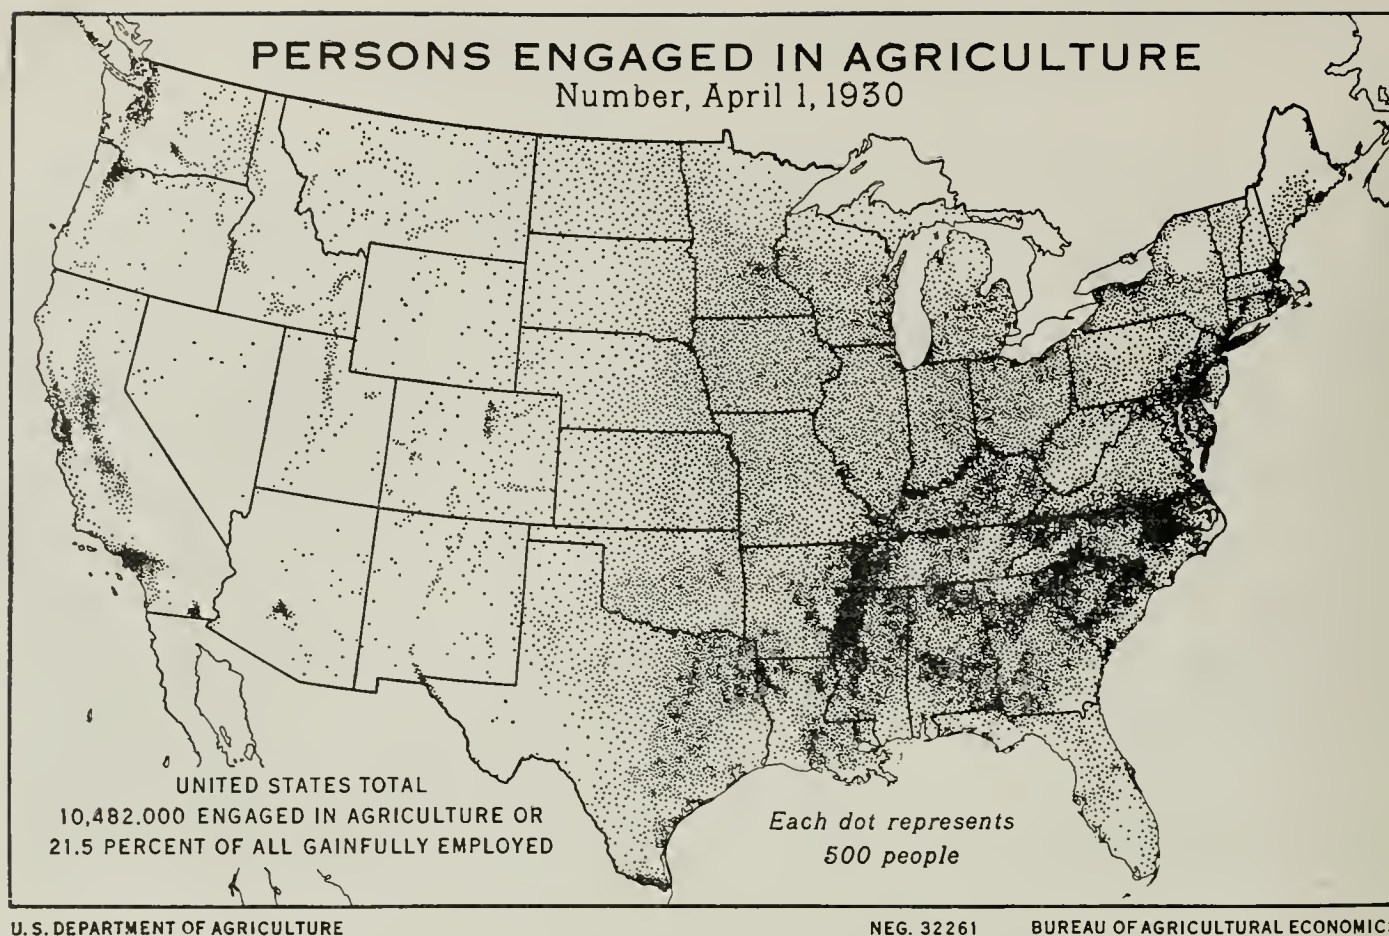 PERSONS ENGAGED IN AGRICULTURE
Number, April 1, 1930
UNITED STATES TOTAL
10,482.000 ENGAGED IN AGRICULTURE OR
21.5 PERCENT OF ALL GAINFULLY EMPLOYED
Each dot represents
500 people
U.S. DEPARTMENT OF AGRICULTURE
NEG. 32261
BUREAU OF AGRICULTURAL ECONOMICS